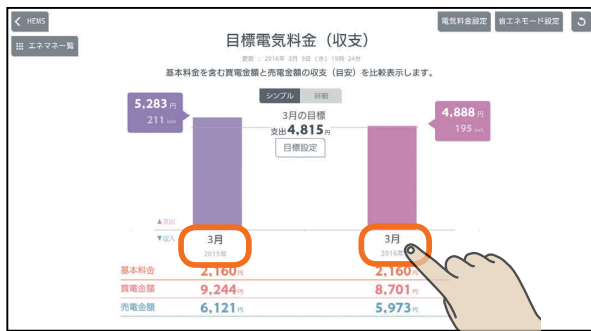 HEMS
電気料金設定 省エネモード設定
エネマネ一覧
目標電気料金（収支）
更新 : 2016年 3月 9日 (水) 15時 24分
基本料金を含む買電金額と売電金額の収支（目安）を比較表示します。
シンプル 詳細
5,283 円
211 kWh
3月の目標
支出4,815円
目標設定
4,888 円
195 kWh
▲支出
▼収入
3月 3月
2015年 2016年
基本料金 2,160円 2,160円
買電金額 9,244円 8,701円
売電金額 6,121円 5,973円